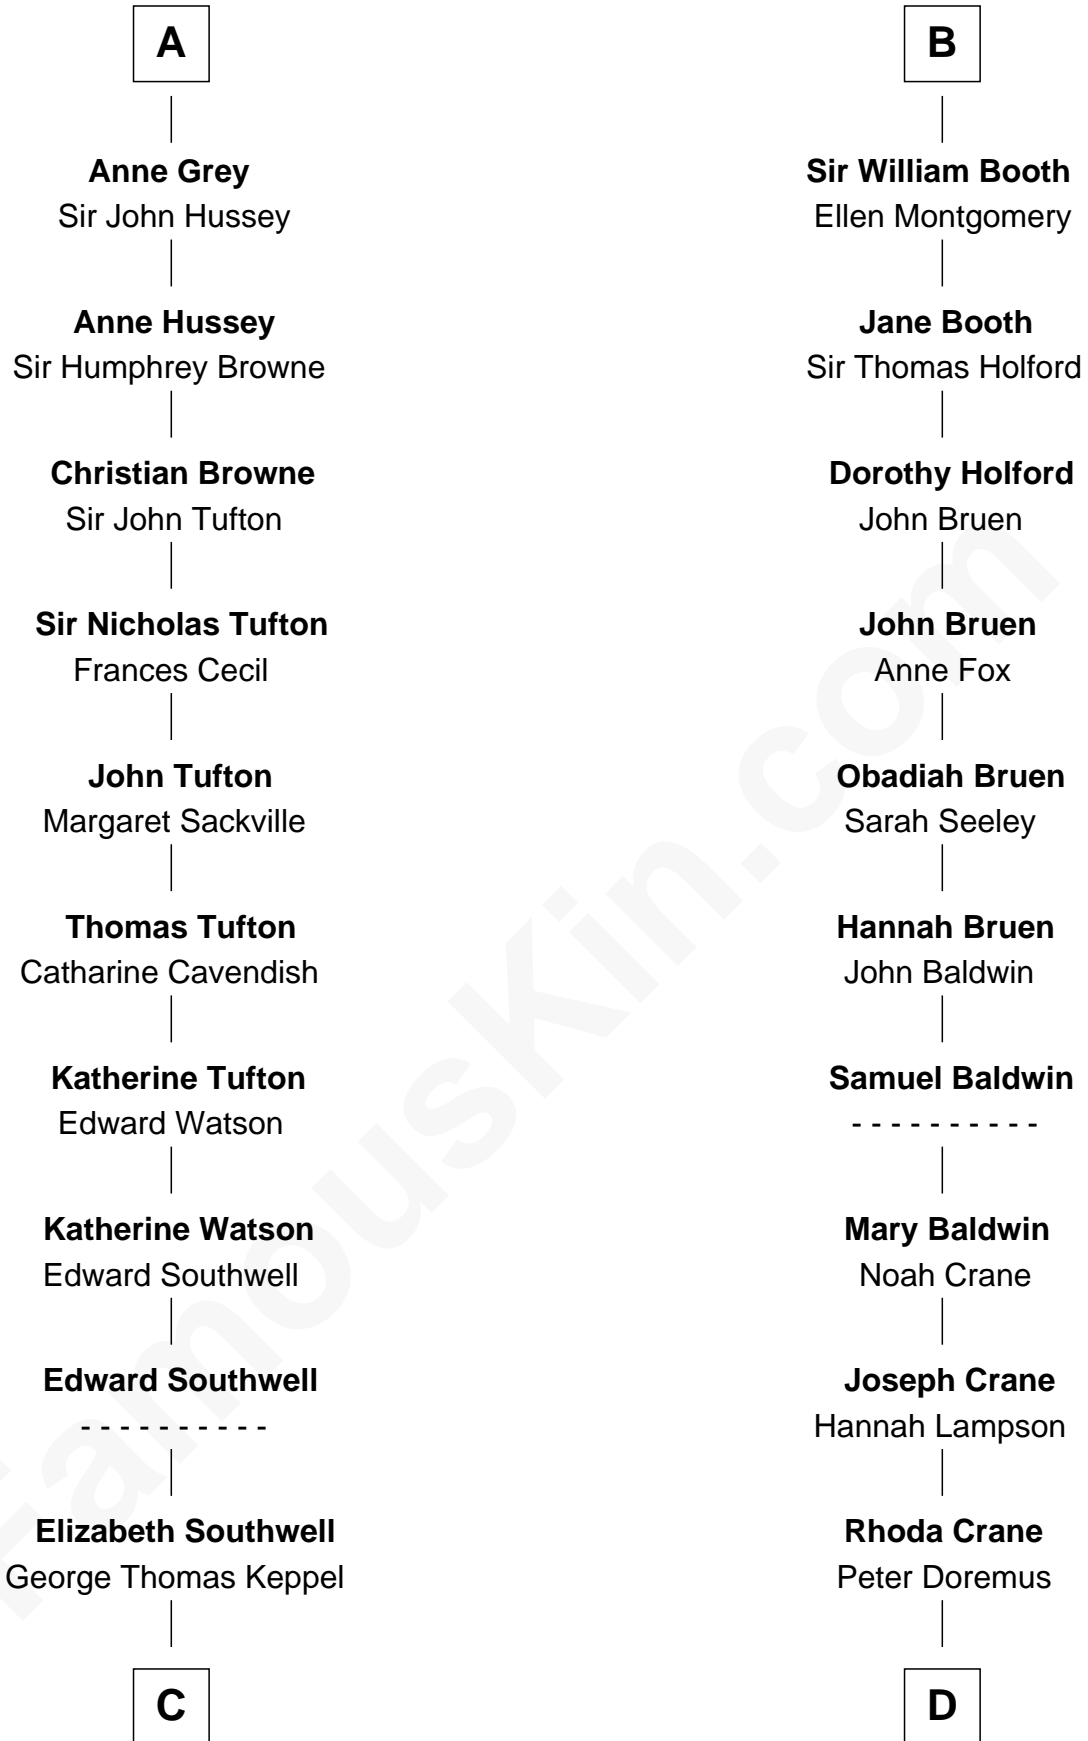 A
Anne Grey
Sir John Hussey
Anne Hussey
Sir Humphrey Browne
Christian Browne
Sir John Tufton
Sir Nicholas Tufton
Frances Cecil
John Tufton
Margaret Sackville
Thomas Tufton
Catharine Cavendish
Katherine Tufton
Edward Watson
Katherine Watson
Edward Southwell
Edward Southwell
- - - - - - - - - -
Elizabeth Southwell
George Thomas Keppel
C
B
Sir William Booth
Ellen Montgomery
Jane Booth
Sir Thomas Holford
Dorothy Holford
John Bruen
John Bruen
Anne Fox
Obadiah Bruen
Sarah Seeley
Hannah Bruen
John Baldwin
Samuel Baldwin
- - - - - - - - - -
Mary Baldwin
Noah Crane
Joseph Crane
Hannah Lampson
Rhoda Crane
Peter Doremus
D
FamousKin.com